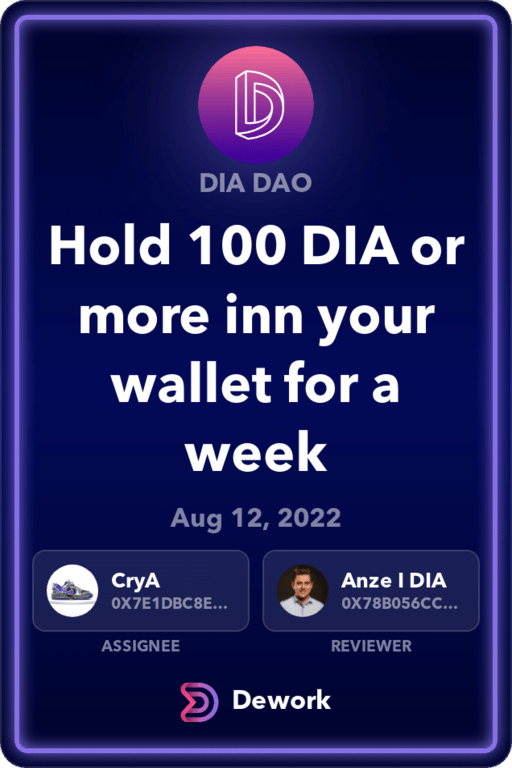 DIA DAO
Hold 100 DIA or
more inn your
wallet for a
week
Aug 12, 2022
CryA
0X7E1DBC8E...
ASSIGNEE
Anze I DIA
0X78B056CC...
REVIEWER
Dework